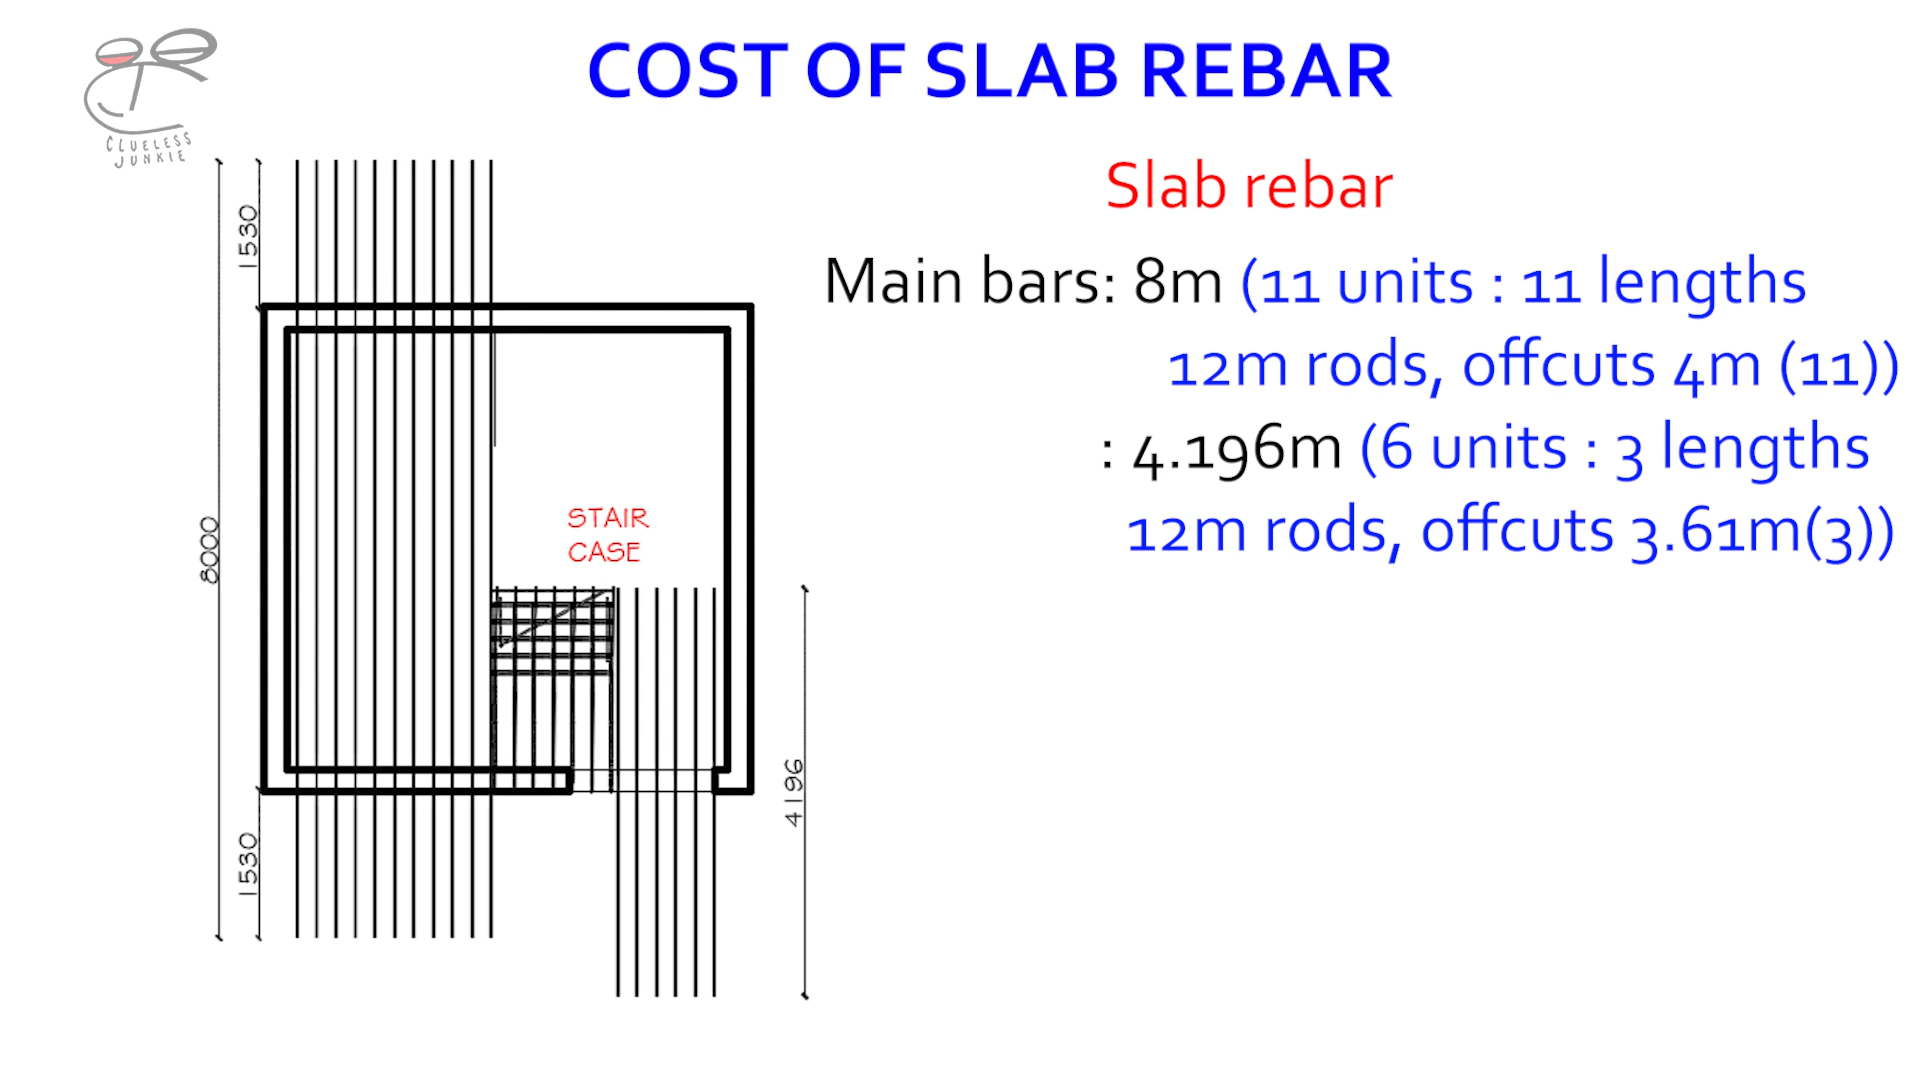 CLUELESS
JUNKIE
COST OF SLAB REBAR
Slab rebar
Main bars: 8m (11 units : 11 lengths
12m rods, offcuts 4m (11))
: 4.196m (6 units : 3 lengths
12m rods, offcuts 3.61m(3))
1530
8000
STAIR
CASE
4196
1530